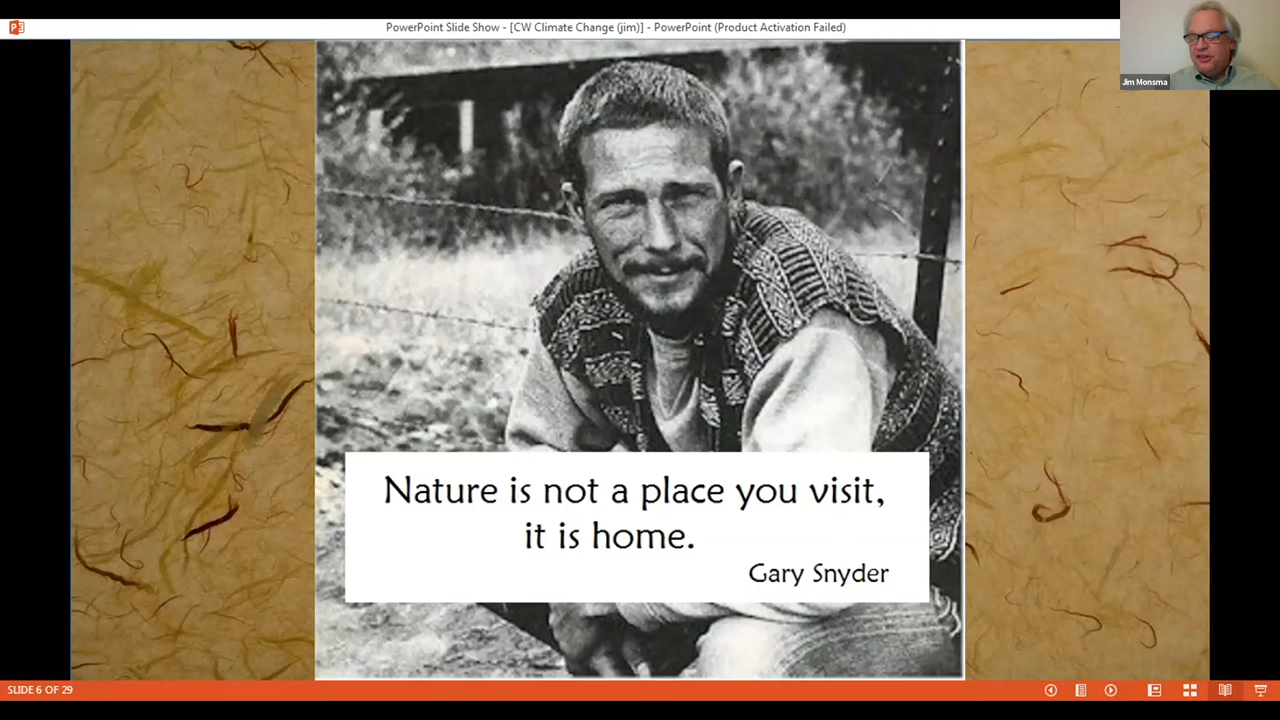 PowerPoint Slide Show - [CW Climate Change (jim)] - PowerPoint (Product Activation Failed)
Jim Monsma
Nature is not a place you visit,
it is home.
Gary Snyder
SLIDE 6 OF 29